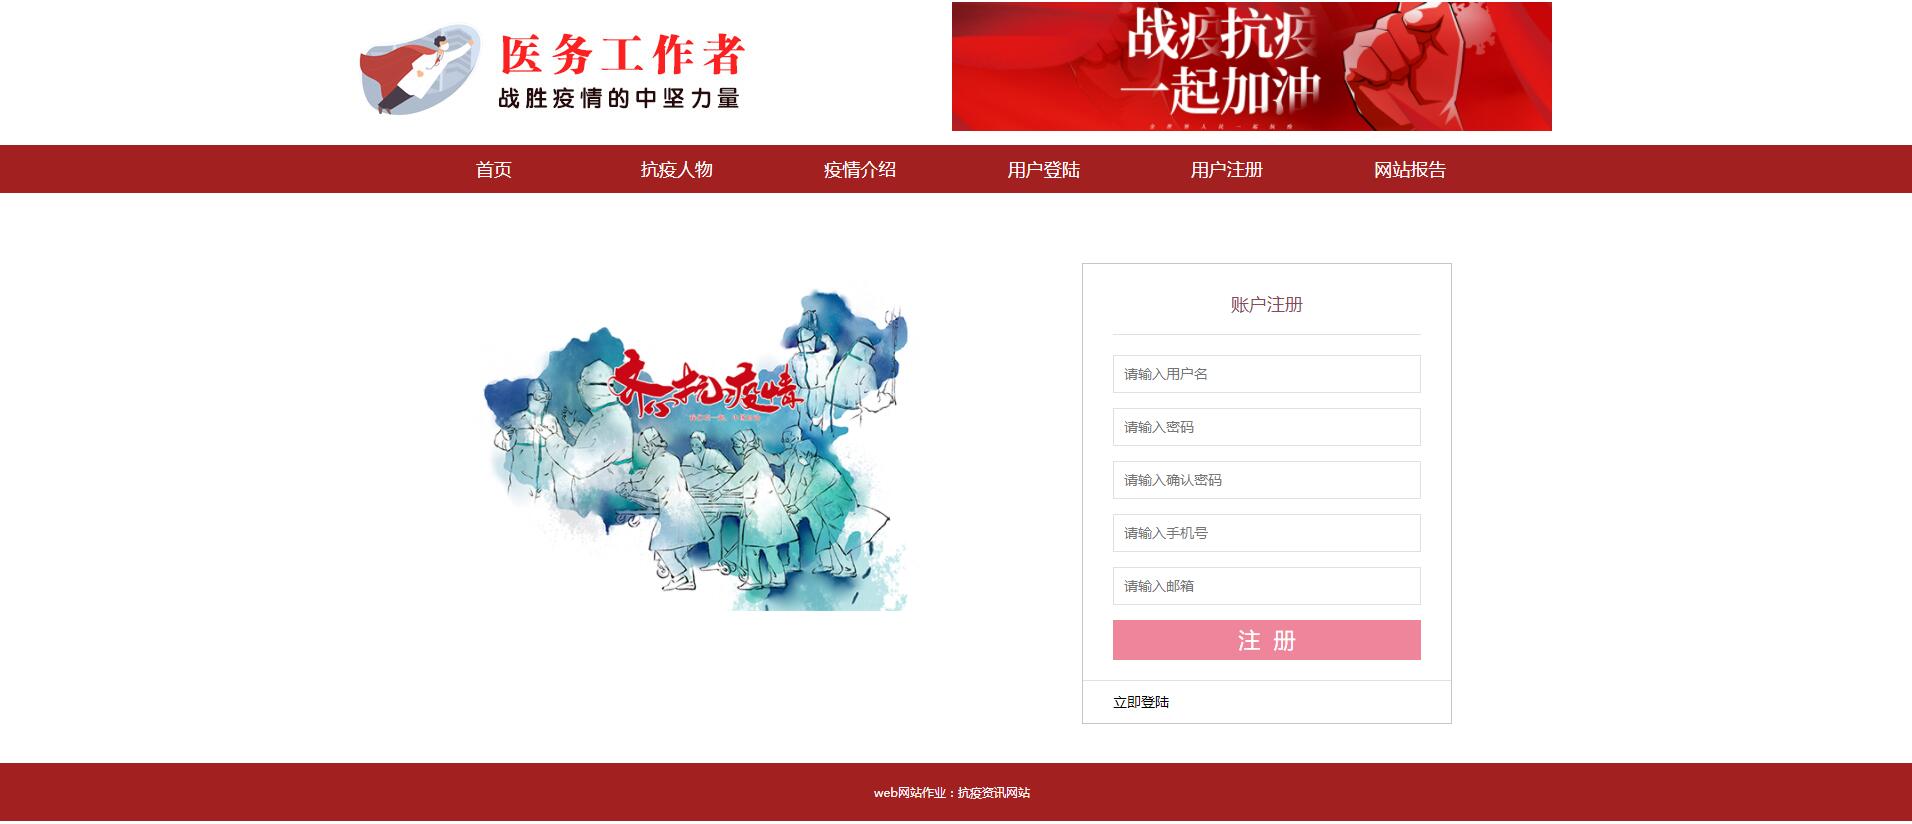 医务工作者
战胜疫情的中坚力量
战疫抗疫
一起加油
首页 抗疫人物 疫情介绍 用户登陆 用户注册 网站报告
齐心抗疫情
账户注册
请输入用户名
请输入密码
请输入确认密码
请输入手机号
请输入邮箱
注 册
立即登陆
web网站作业：抗疫资讯网站